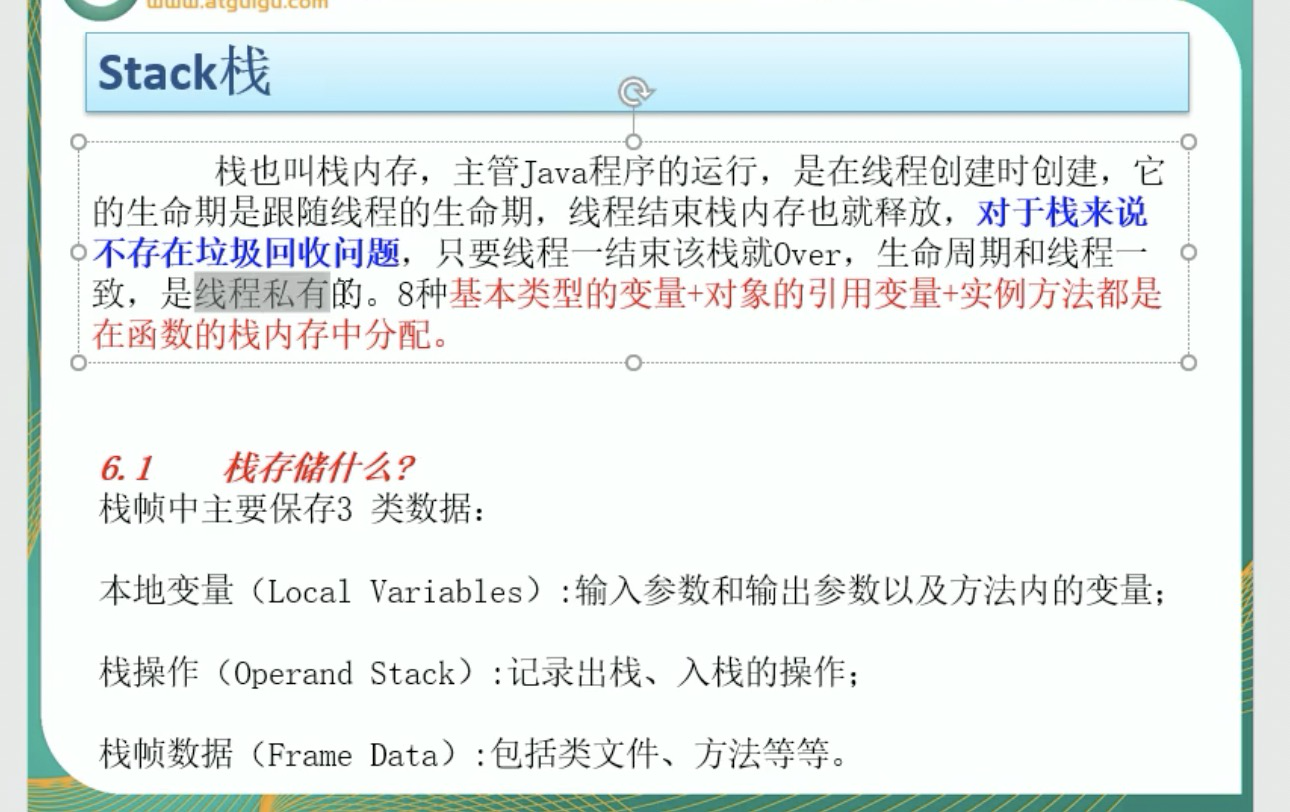 www.atguigu.com
Stack栈
栈也叫栈内存，主管Java程序的运行，是在线程创建时创建，它
的生命期是跟随线程的生命期，线程结束栈内存也就释放，对于栈来说
不存在垃圾回收问题，只要线程一结束该栈就Over，生命周期和线程一
致，是线程私有的。8种基本类型的变量+对象的引用变量+实例方法都是
在函数的栈内存中分配。
6.1 栈存储什么?
栈帧中主要保存3 类数据：
本地变量（Local Variables）:输入参数和输出参数以及方法内的变量；
栈操作（Operand Stack）:记录出栈、入栈的操作；
栈帧数据（Frame Data）:包括类文件、方法等等。